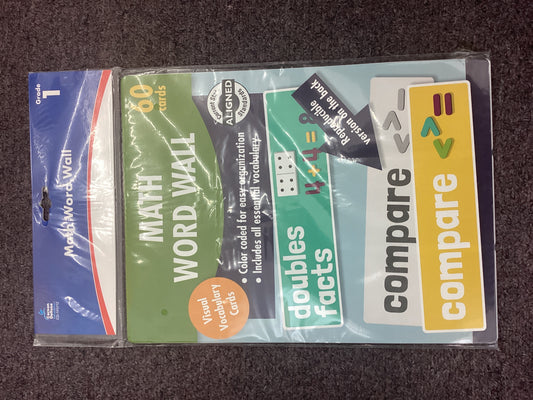 Grade
1
Math Word Wall
60
cards
MATH
WORD WALL
ALIGNED
• Color coded for easy organization
• Includes all essential vocabulary
Visual
Vocabulary
Cards
doubles
facts
4+4=8
Reproducible
version on the back
compare <>=
compare <>=